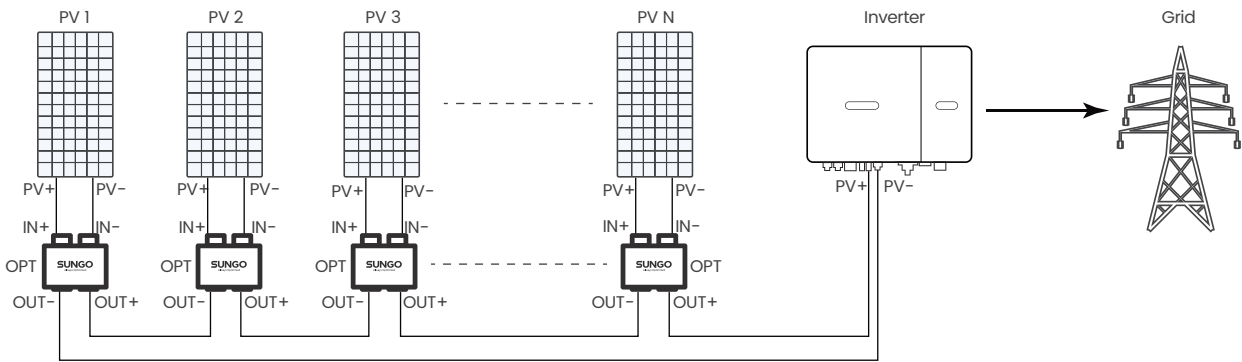 PV 1 PV 2 PV 3 PV N Inverter Grid
PV+ PV- PV+ PV- PV+ PV- PV+ PV- PV+ PV-
IN+ IN- IN+ IN- IN+ IN- IN+ IN-
OPT SUNGO OPT SUNGO OPT SUNGO SUNGO OPT
OUT- OUT+ OUT- OUT+ OUT- OUT+ OUT- OUT+